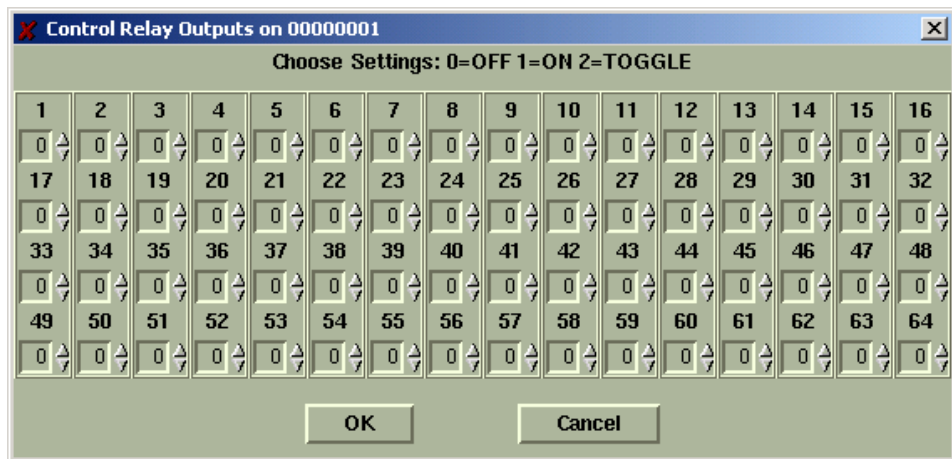 Control Relay Outputs on 00000001
Choose Settings: 0=OFF 1=ON 2=TOGGLE
1 2 3 4 5 6 7 8 9 10 11 12 13 14 15 16
0 0 0 0 0 0 0 0 0 0 0 0 0 0 0 0
17 18 19 20 21 22 23 24 25 26 27 28 29 30 31 32
0 0 0 0 0 0 0 0 0 0 0 0 0 0 0 0
33 34 35 36 37 38 39 40 41 42 43 44 45 46 47 48
0 0 0 0 0 0 0 0 0 0 0 0 0 0 0 0
49 50 51 52 53 54 55 56 57 58 59 60 61 62 63 64
0 0 0 0 0 0 0 0 0 0 0 0 0 0 0 0
OK Cancel